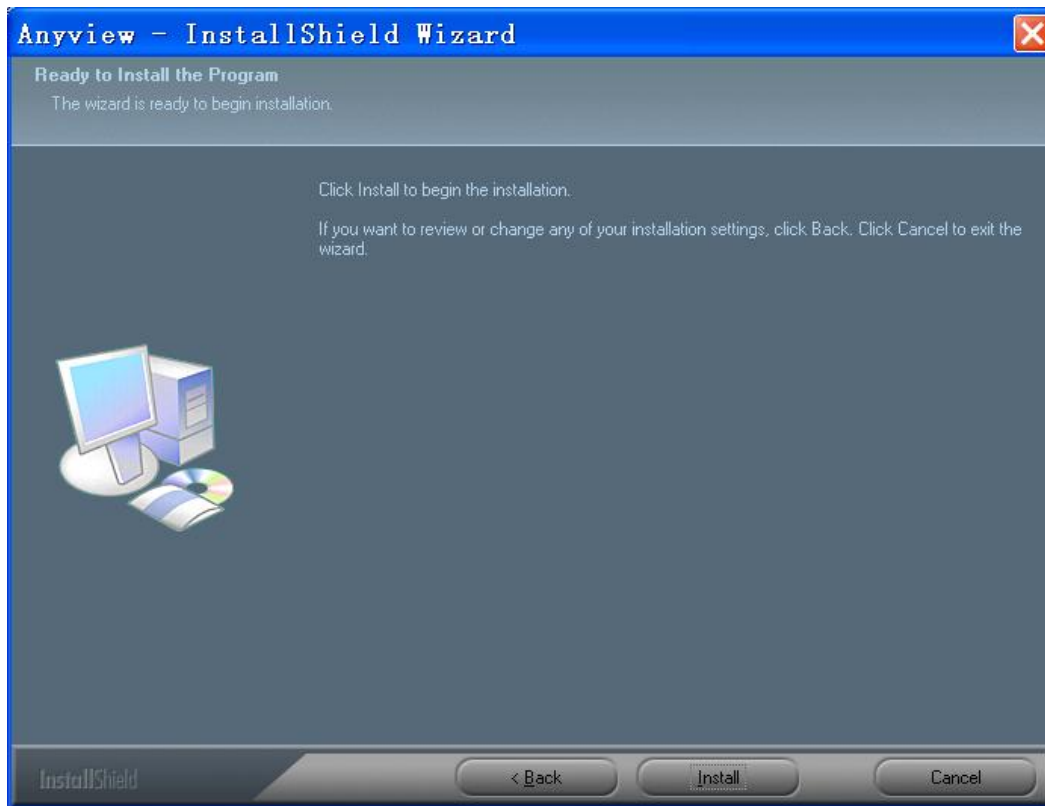 Anyview - InstallShield Wizard
Ready to Install the Program
The wizard is ready to begin installation.
Click Install to begin the installation.
If you want to review or change any of your installation settings, click Back. Click Cancel to exit the
wizard.
InstallShield
< Back
Install
Cancel